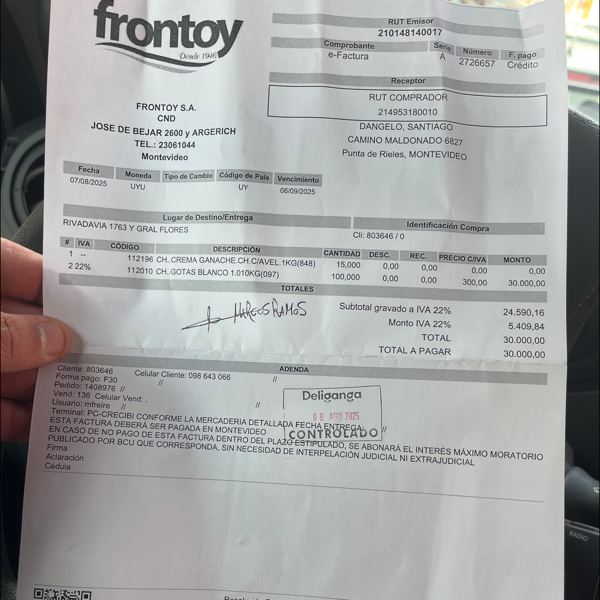 frontoy
Desde 1946
RUT Emisor
210148140017
Comprobante Serie Número F. pago
e-Factura A 2726657 Crédito
Receptor
RUT COMPRADOR
214953180010
DANGELO, SANTIAGO
CAMINO MALDONADO 6827
Punta de Rieles, MONTEVIDEO
FRONTOY S.A.
CND
JOSE DE BEJAR 2600 y ARGERICH
TEL.: 23061044
Montevideo
Fecha Moneda Tipo de Cambio Código de País Vencimiento
07/08/2025 UYU UY 06/09/2025
Lugar de Destino/Entrega Identificación Compra
RIVADAVIA 1763 Y GRAL FLORES Cli: 803646 / 0
# IVA CÓDIGO DESCRIPCIÓN CANTIDAD DESC. REC. PRECIO C/IVA MONTO
1 -- 112196 CH..CREMA GANACHE CH.C/AVEL.1KG(848) 15,000 0,00 0,00 0,00 0,00
2 22% 112010 CH..GOTAS BLANCO 1.010KG(097) 100,000 0,00 0,00 300,00 30.000,00
TOTALES
MARCOS RAMOS
Subtotal gravado a IVA 22% 24.590,16
Monto IVA 22% 5.409,84
TOTAL 30.000,00
TOTAL A PAGAR 30.000,00
ADENDA
Cliente: 803646 Celular Cliente: 098 643 066 //
Forma pago: F30 //
Pedido: 1408976 //
Vend: 136 Celular Vend: . //
Usuario: mfreire //
Deliganga
08 AGO 2025
CONTROLADO
Terminal: PC-CRECIBI CONFORME LA MERCADERIA DETALLADA FECHA ENTREGA: //
ESTA FACTURA DEBERÁ SER PAGADA EN MONTEVIDEO
EN CASO DE NO PAGO DE ESTA FACTURA DENTRO DEL PLAZO ESTIPULADO, SE ABONARÁ EL INTERÉS MÁXIMO MORATORIO
PUBLICADO POR BCU QUE CORRESPONDA, SIN NECESIDAD DE INTERPELACIÓN JUDICIAL NI EXTRAJUDICIAL
Firma
Aclaración
Cédula
RADIO